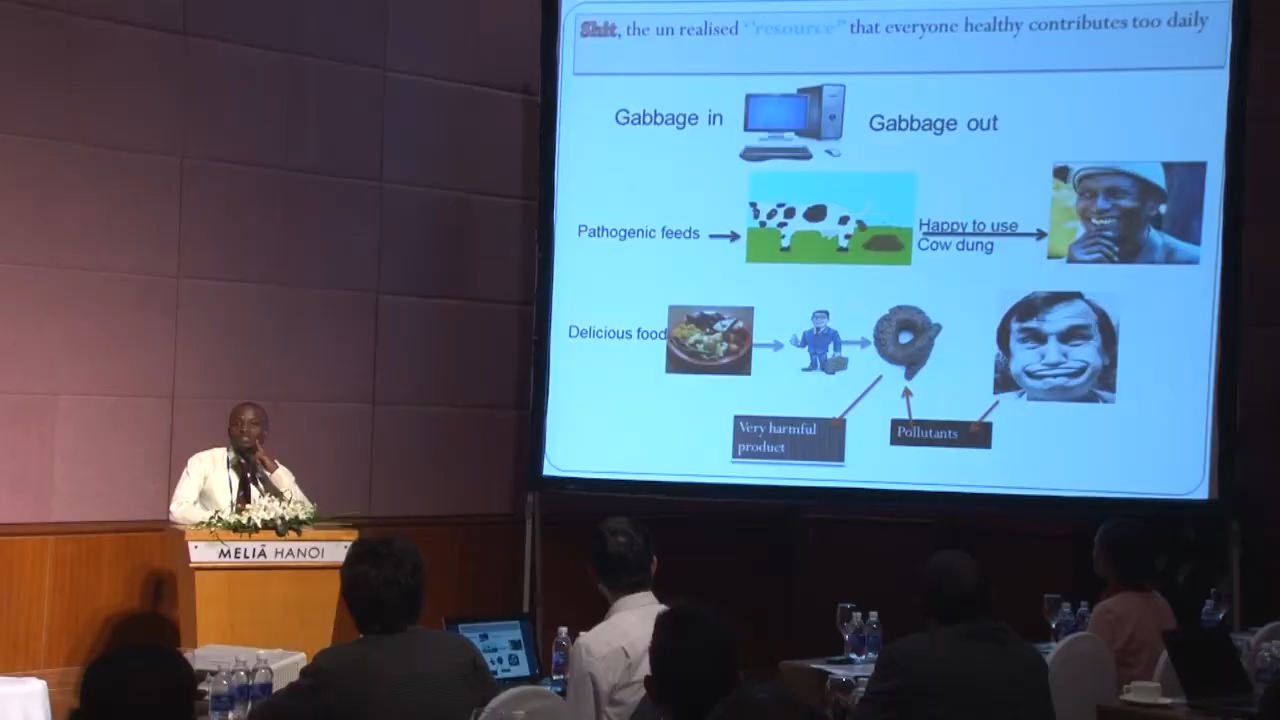 Shit, the un realised "resource" that everyone healthy contributes too daily
Gabbage in
Gabbage out
Pathogenic feeds
Happy to use
Cow dung
Delicious food
Very harmful
product
Pollutants
MELIÃ HANOI